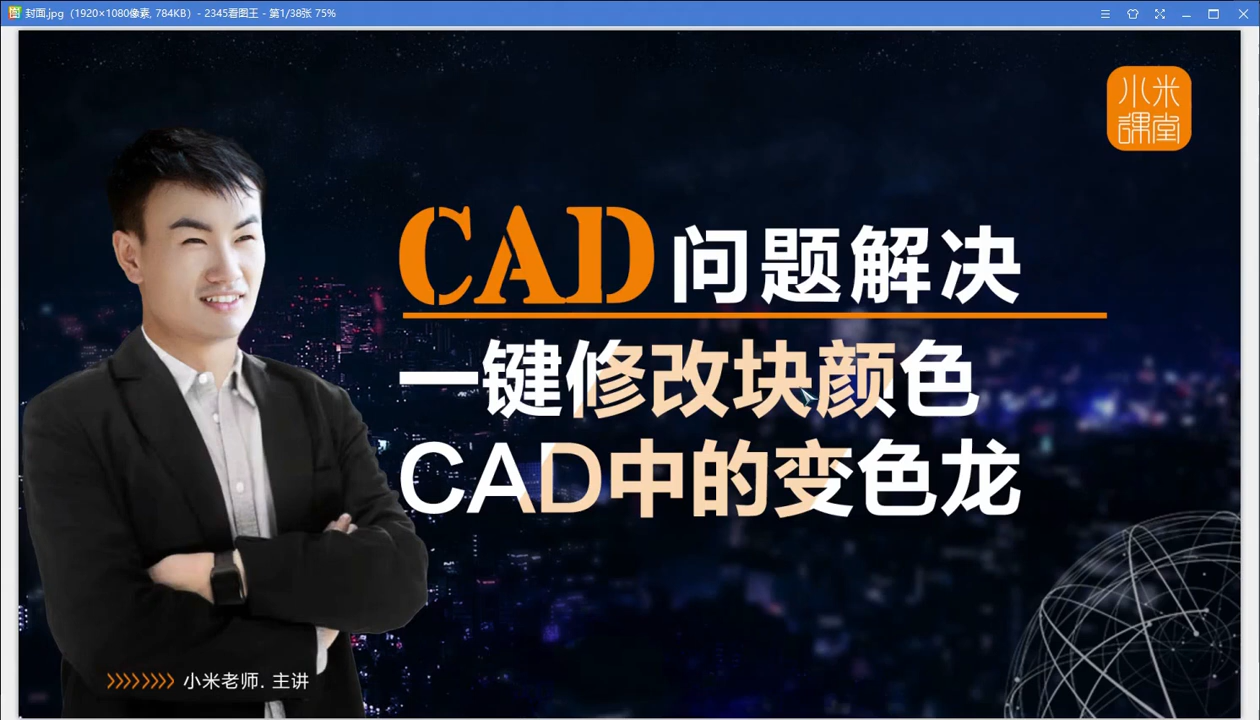 封面.jpg（1920×1080像素, 784KB）- 2345看图王 - 第1/38张 75%
小米
課堂
CAD问题解决
一键修改块颜色
CAD中的变色龙
小米老师. 主讲